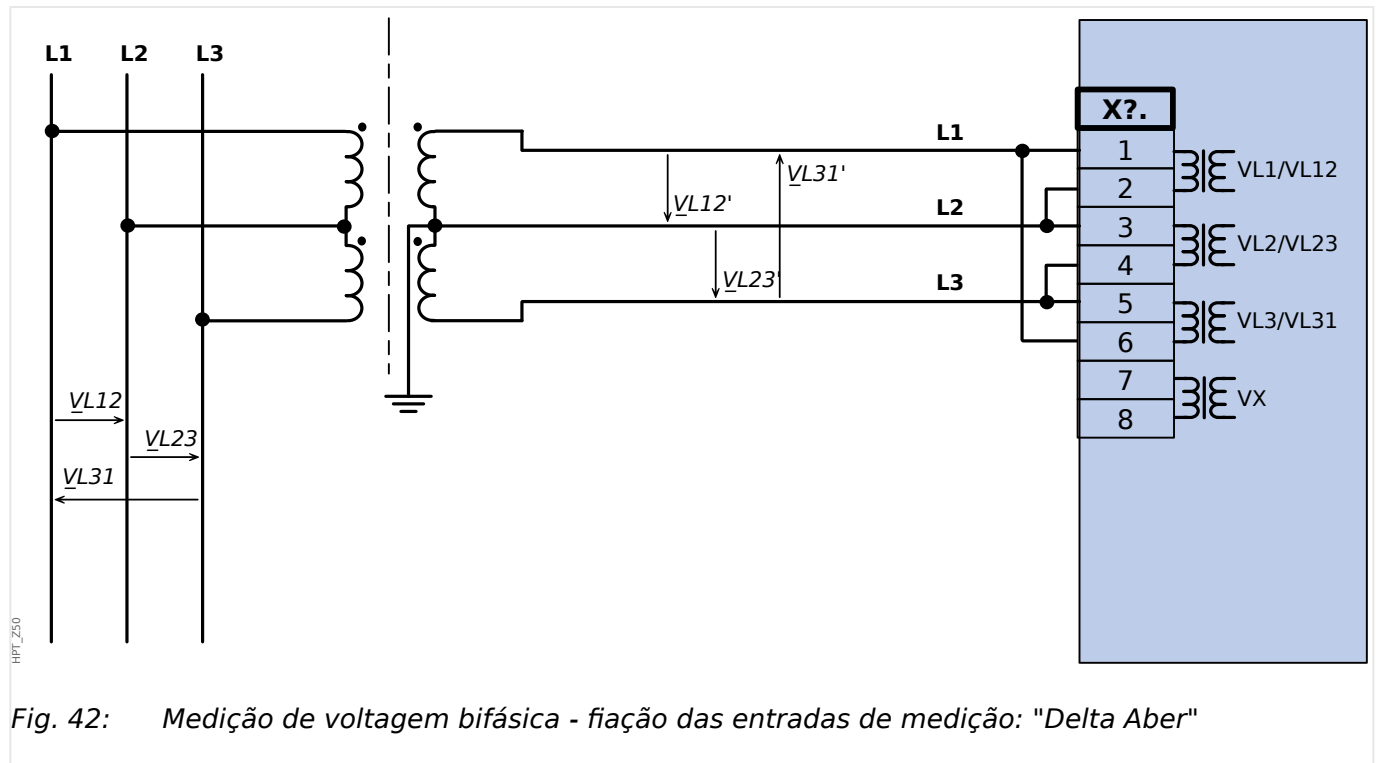 L1 L2 L3
X?.
L1
1
VL1/VL12
VL31'
2
VL12'
L2
3
VL2/VL23
4
VL23'
L3
5
VL3/VL31
6
7
VX
8
VL12
VL23
VL31
HPT_Z50
Fig. 42: Medição de voltagem bifásica - fiação das entradas de medição: "Delta Aber"